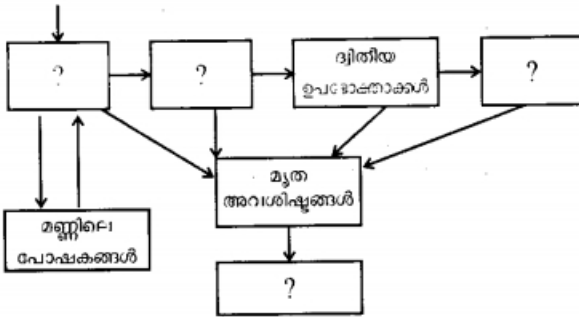 ?
?
ദ്വിതീയ
ഉപഭോക്താക്കൾ
?
മൃത
അവശിഷ്ടങ്ങൾ
മണ്ണിലെ
പോഷകങ്ങൾ
?